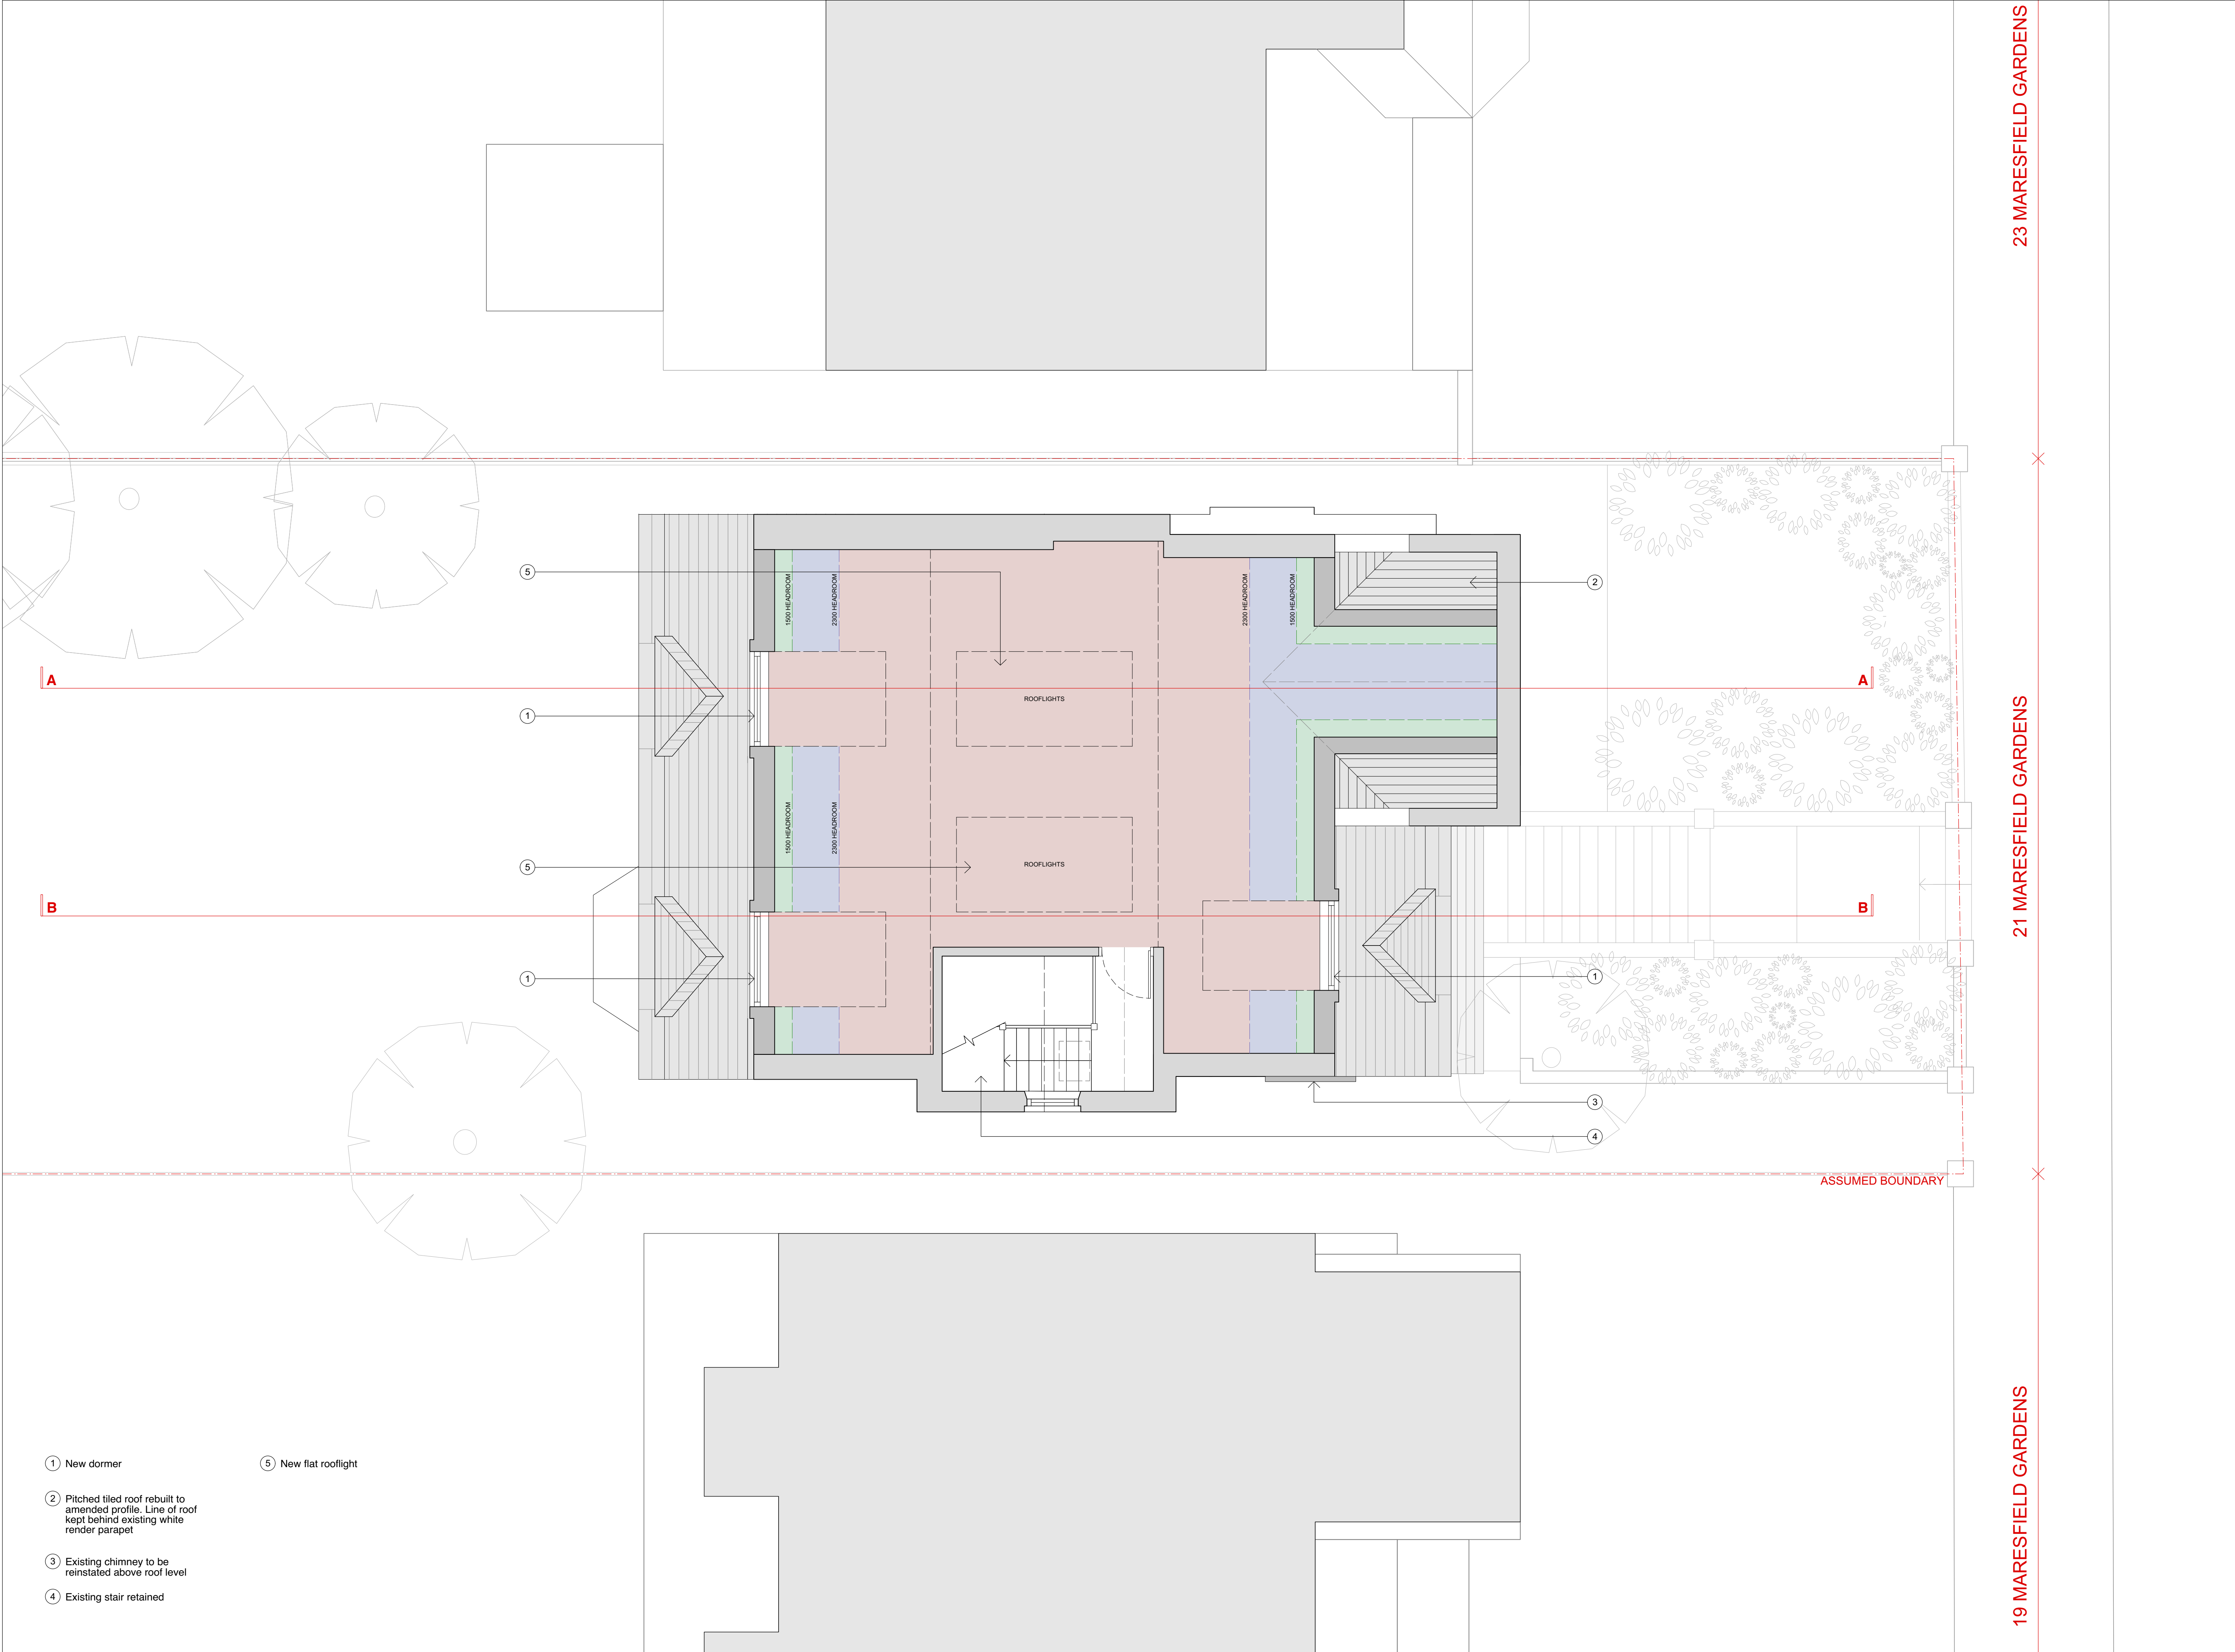 23 MARESFIELD GARDENS
5
2
1500 HEADROOM
2300 HEADROOM
2300 HEADROOM
1500 HEADROOM
A
A
ROOFLIGHTS
1
21 MARESFIELD GARDENS
1500 HEADROOM
2300 HEADROOM
5
ROOFLIGHTS
B
B
1
1
3
4
ASSUMED BOUNDARY
19 MARESFIELD GARDENS
1 New dormer
2 Pitched tiled roof rebuilt to
amended profile. Line of roof
kept behind existing white
render parapet
3 Existing chimney to be
reinstated above roof level
4 Existing stair retained
5 New flat rooflight